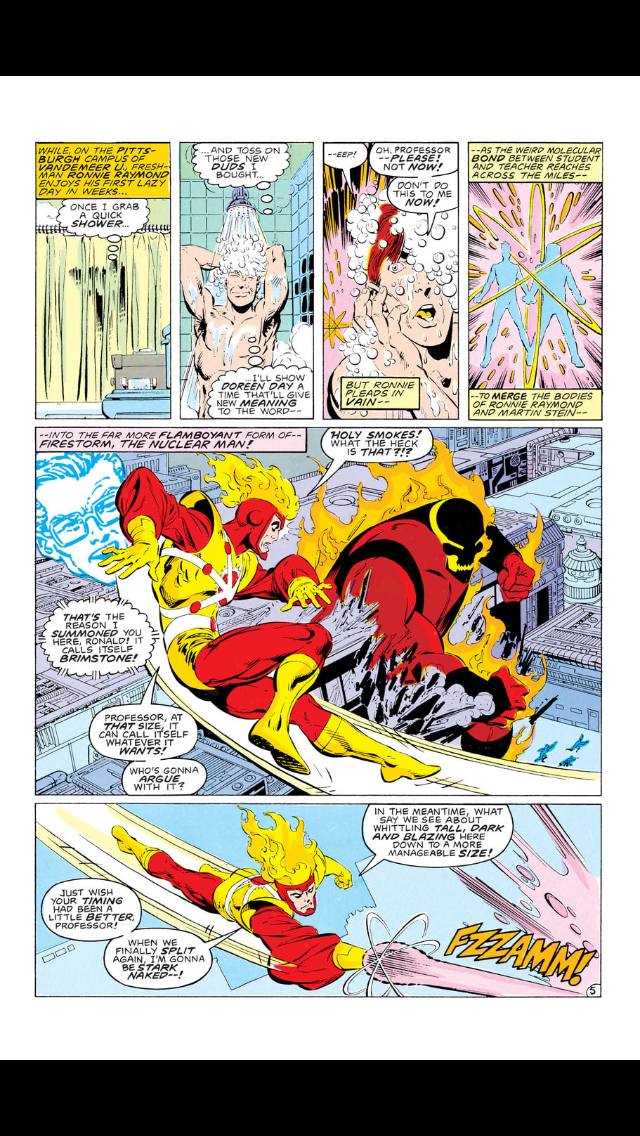 WHILE, ON THE PITTS-
BURGH CAMPUS OF
VANDEMEER U., FRESH-
MAN RONNIE RAYMOND
ENJOYS HIS FIRST LAZY
DAY IN WEEKS...
ONCE I GRAB
A QUICK
SHOWER...
...AND TOSS ON
THOSE NEW
DUDS I
BOUGHT...
...I'LL SHOW
DOREEN DAY A
TIME THAT'LL GIVE
NEW MEANING
TO THE WORD--
--EEP!
OH, PROFESSOR
--PLEASE!
NOT NOW!
DON'T DO
THIS TO ME
NOW!
BUT RONNIE
PLEADS IN
VAIN--
--AS THE WEIRD MOLECULAR
BOND BETWEEN STUDENT
AND TEACHER REACHES
ACROSS THE MILES--
--TO MERGE THE BODIES
OF RONNIE RAYMOND
AND MARTIN STEIN--
--INTO THE FAR MORE FLAMBOYANT FORM OF--
FIRESTORM, THE NUCLEAR MAN!
HOLY SMOKES!
WHAT THE HECK
IS THAT?!?
THAT'S THE
REASON I
SUMMONED YOU
HERE, RONALD! IT
CALLS ITSELF
BRIMSTONE!
PROFESSOR, AT
THAT SIZE, IT
CAN CALL ITSELF
WHATEVER IT
WANTS!
WHO'S GONNA
ARGUE
WITH IT?
IN THE MEANTIME, WHAT
SAY WE SEE ABOUT
WHITTLING TALL, DARK
AND BLAZING HERE
DOWN TO A MORE
MANAGEABLE SIZE!
JUST WISH
YOUR TIMING
HAD BEEN A
LITTLE BETTER,
PROFESSOR!
WHEN WE
FINALLY SPLIT
AGAIN, I'M GONNA
BE STARK
NAKED--!
FZZAMM!
5